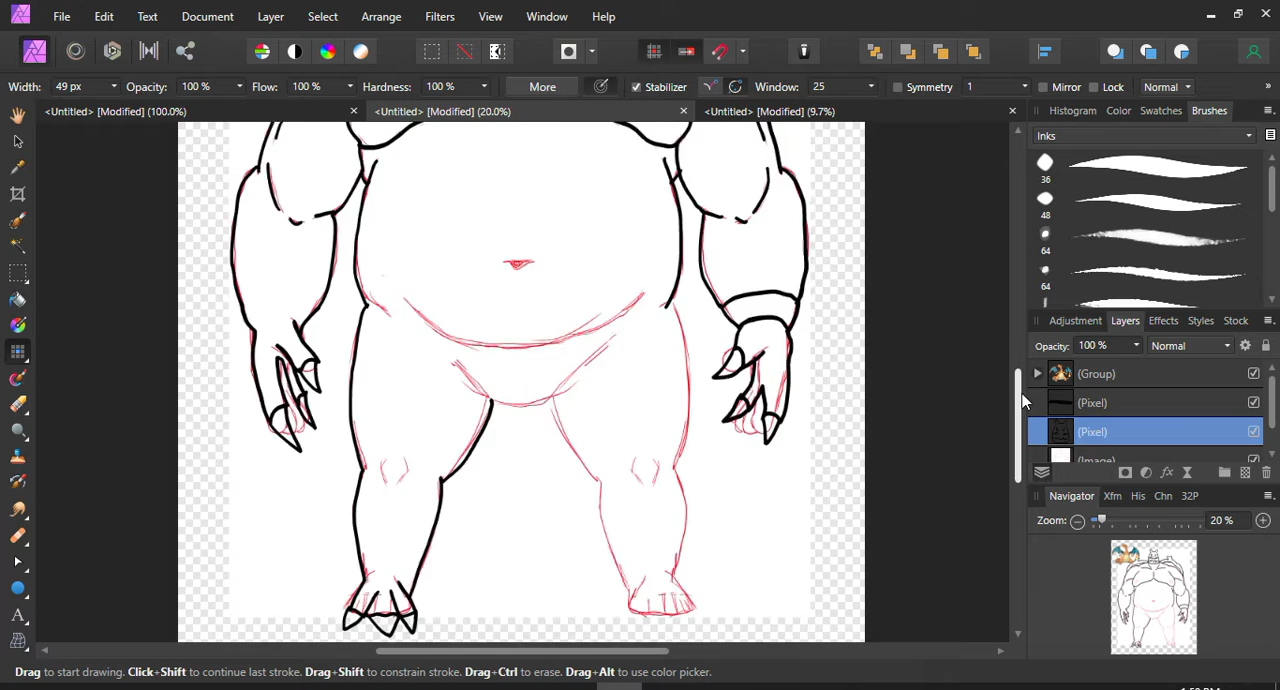 File Edit Text Document Layer Select Arrange Filters View Window Help
Width: 49 px Opacity: 100 % Flow: 100 % Hardness: 100 % More Stabilizer Window: 25 Symmetry 1 Mirror Lock Normal »
<Untitled> [Modified] (100.0%) <Untitled> [Modified] (20.0%) <Untitled> [Modified] (9.7%)
Histogram Color Swatches Brushes
Inks
36
48
64
64
Adjustment Layers Effects Styles Stock
Opacity: 100 % Normal
(Group)
(Pixel)
(Pixel)
(Image)
Navigator Xfm His Chn 32P
Zoom: 20 %
Drag to start drawing. Click+Shift to continue last stroke. Drag+Shift to constrain stroke. Drag+Ctrl to erase. Drag+Alt to use color picker.